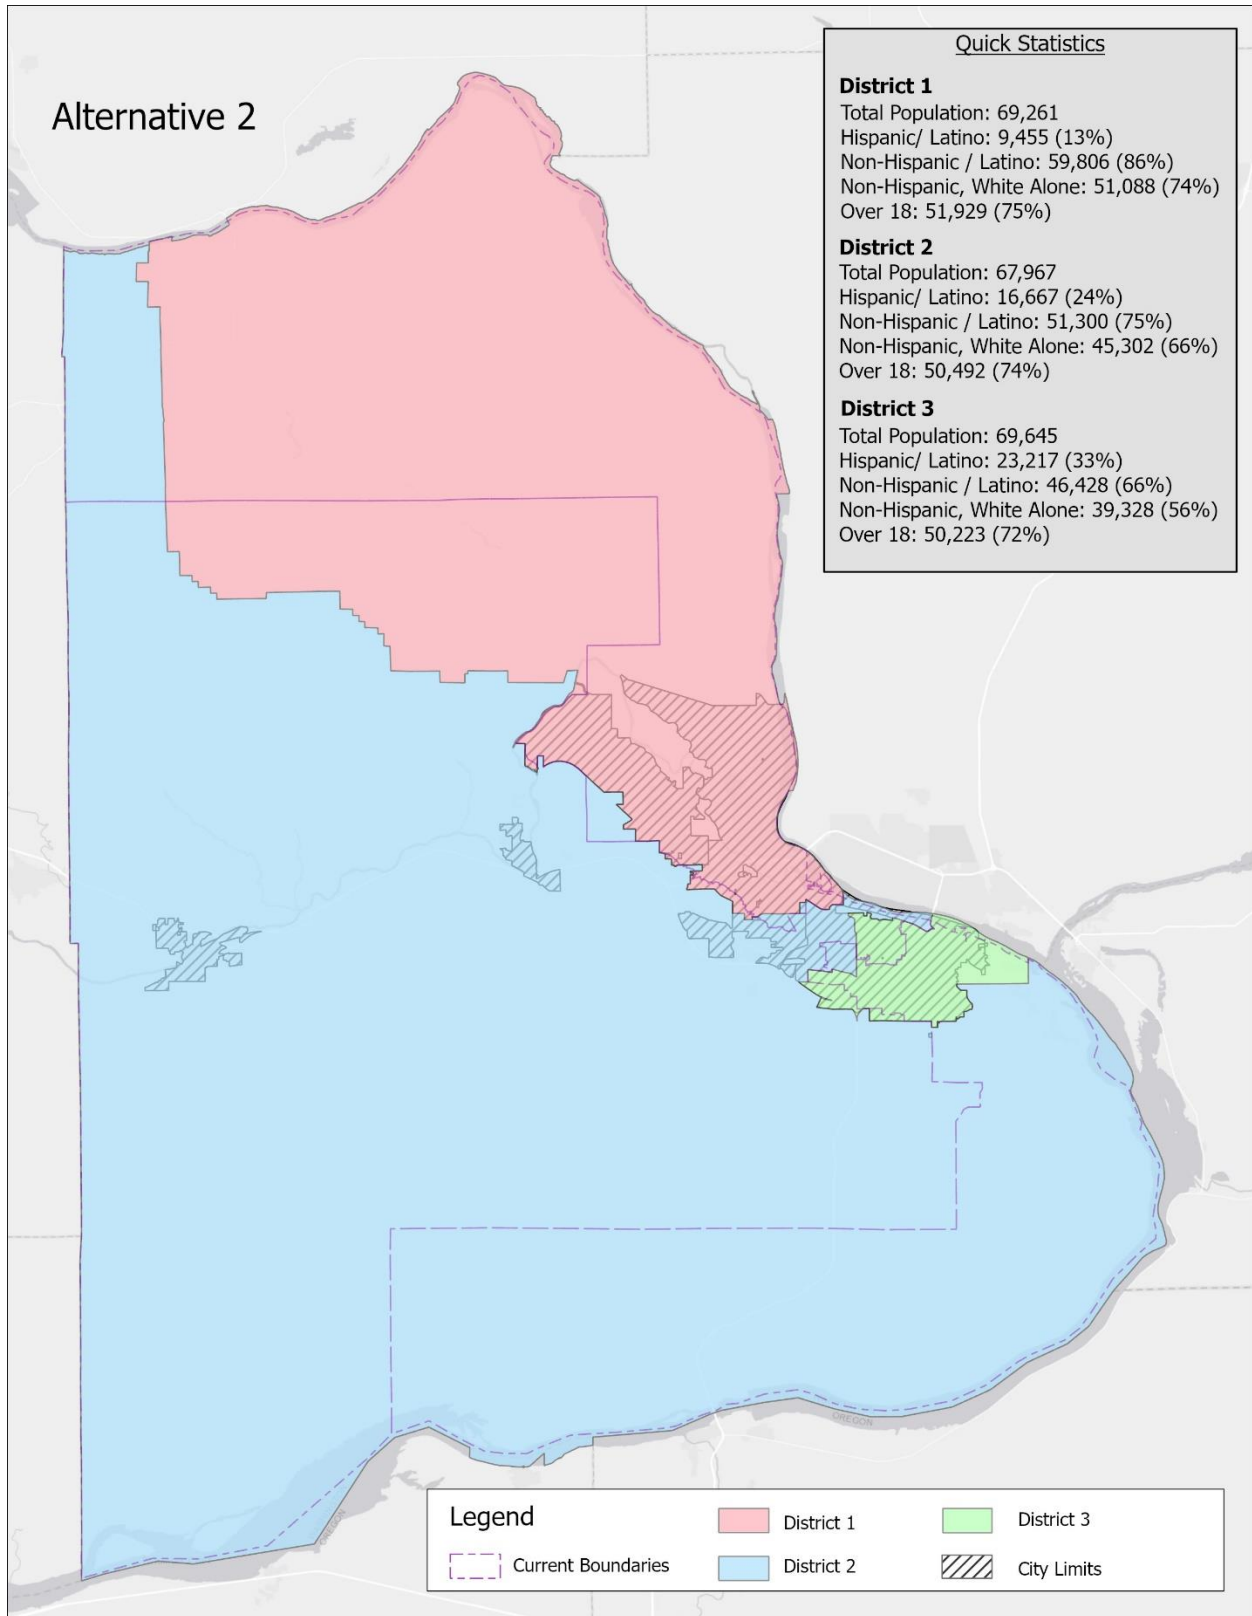 Alternative 2
Quick Statistics
District 1
Total Population: 69,261
Hispanic/ Latino: 9,455 (13%)
Non-Hispanic / Latino: 59,806 (86%)
Non-Hispanic, White Alone: 51,088 (74%)
Over 18: 51,929 (75%)
District 2
Total Population: 67,967
Hispanic/ Latino: 16,667 (24%)
Non-Hispanic / Latino: 51,300 (75%)
Non-Hispanic, White Alone: 45,302 (66%)
Over 18: 50,492 (74%)
District 3
Total Population: 69,645
Hispanic/ Latino: 23,217 (33%)
Non-Hispanic / Latino: 46,428 (66%)
Non-Hispanic, White Alone: 39,328 (56%)
Over 18: 50,223 (72%)
OREGON
OREGON
Legend
Current Boundaries
District 1
District 2
District 3
City Limits